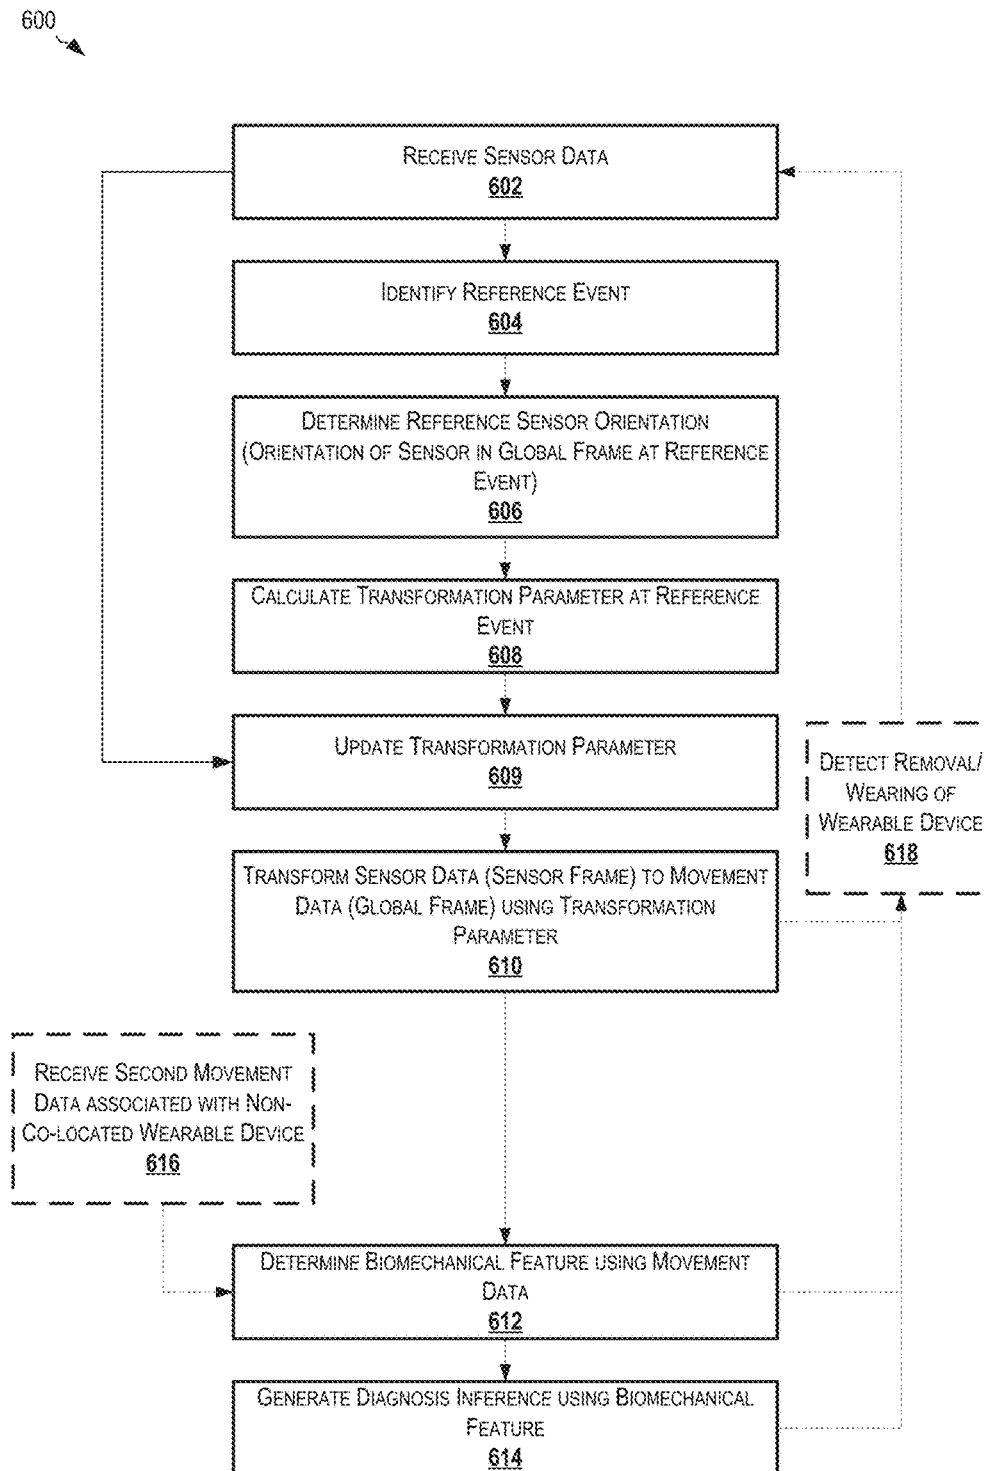 600
RECEIVE SENSOR DATA
602
IDENTIFY REFERENCE EVENT
604
DETERMINE REFERENCE SENSOR ORIENTATION
(ORIENTATION OF SENSOR IN GLOBAL FRAME AT REFERENCE
EVENT)
606
CALCULATE TRANSFORMATION PARAMETER AT REFERENCE
EVENT
608
UPDATE TRANSFORMATION PARAMETER
609
DETECT REMOVAL/
WEARING OF
WEARABLE DEVICE
618
TRANSFORM SENSOR DATA (SENSOR FRAME) TO MOVEMENT
DATA (GLOBAL FRAME) USING TRANSFORMATION
PARAMETER
610
RECEIVE SECOND MOVEMENT
DATA ASSOCIATED WITH NON-
CO-LOCATED WEARABLE DEVICE
616
DETERMINE BIOMECHANICAL FEATURE USING MOVEMENT
DATA
612
GENERATE DIAGNOSIS INFERENCE USING BIOMECHANICAL
FEATURE
614